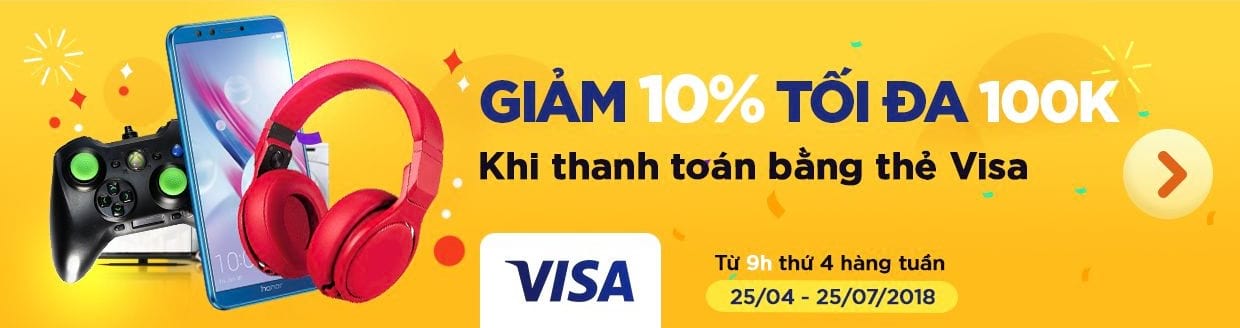 GIẢM 10% TỐI ĐA 100K
Khi thanh toán bằng thẻ Visa
VISA
Từ 9h thứ 4 hàng tuần
25/04 - 25/07/2018
honor